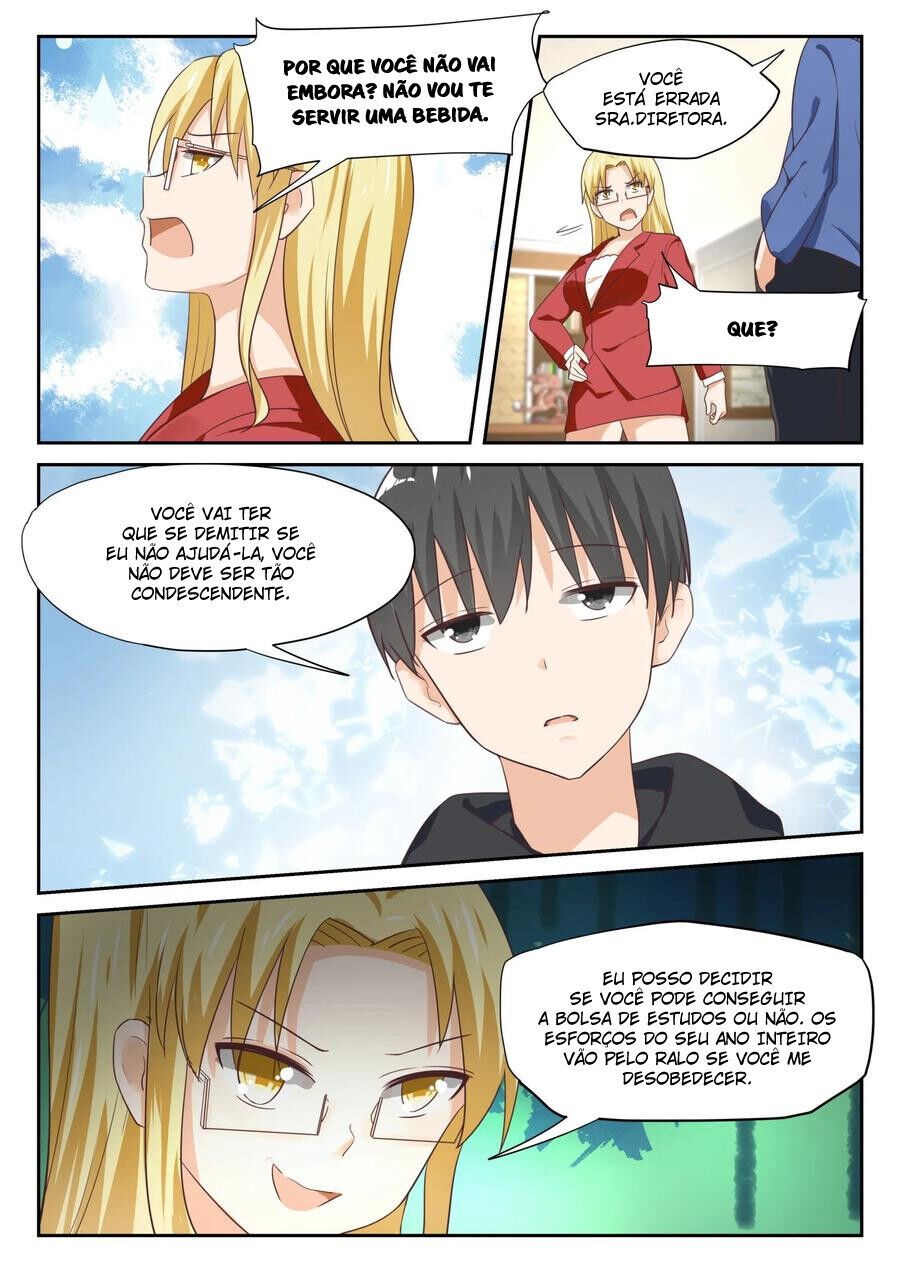 POR QUE VOCÊ NÃO VAI
EMBORA? NÃO VOU TE
SERVIR UMA BEBIDA.
VOCÊ
ESTÁ ERRADA
SRA.DIRETORA.
QUE?
VOCÊ VAI TER
QUE SE DEMITIR SE
EU NÃO AJUDÁ-LA, VOCÊ
NÃO DEVE SER TÃO
CONDESCENDENTE.
EU POSSO DECIDIR
SE VOCÊ PODE CONSEGUIR
A BOLSA DE ESTUDOS OU NÃO. OS
ESFORÇOS DO SEU ANO INTEIRO
VÃO PELO RALO SE VOCÊ ME
DESOBEDECER.